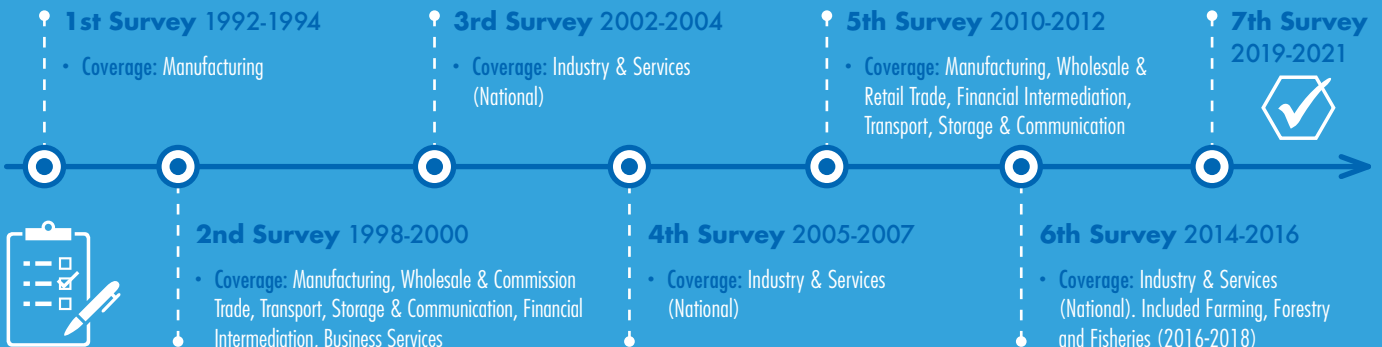 1st Survey 1992-1994
• Coverage: Manufacturing
3rd Survey 2002-2004
• Coverage: Industry & Services
(National)
5th Survey 2010-2012
• Coverage: Manufacturing, Wholesale &
Retail Trade, Financial Intermediation,
Transport, Storage & Communication
7th Survey
2019-2021
2nd Survey 1998-2000
• Coverage: Manufacturing, Wholesale & Commission
Trade, Transport, Storage & Communication, Financial
Intermediation, Business Services
4th Survey 2005-2007
• Coverage: Industry & Services
(National)
6th Survey 2014-2016
• Coverage: Industry & Services
(National). Included Farming, Forestry
and Fisheries (2016-2018)